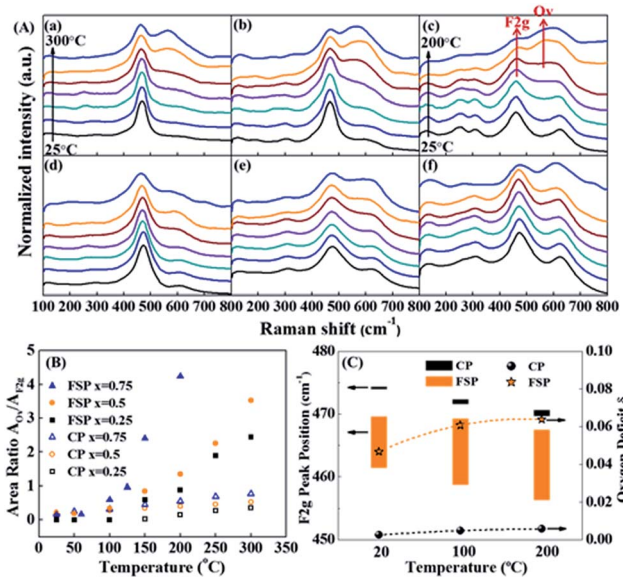 (A)
Normalized intensity (a.u.)
(a)
300°C
25°C
(b)
(c)
200°C
25°C
F2g
Ov
(d)
(e)
(f)
100 200 300 400 500 600 700 100 200 300 400 500 600 700 100 200 300 400 500 600 700 800
Raman shift (cm-1)
(B)
Area Ratio AOv/AF2g
5
4
3
2
1
0
FSP x=0.75
FSP x=0.5
FSP x=0.25
CP x=0.75
CP x=0.5
CP x=0.25
0 50 100 150 200 250 300 350
Temperature (°C)
(C)
F2g Peak Position (cm-1)
480
470
460
450
CP
FSP
CP
FSP
0.10
0.08
0.06
0.04
0.02
0.00
Oxygen Deficit δ
20 100 200
Temperature (°C)